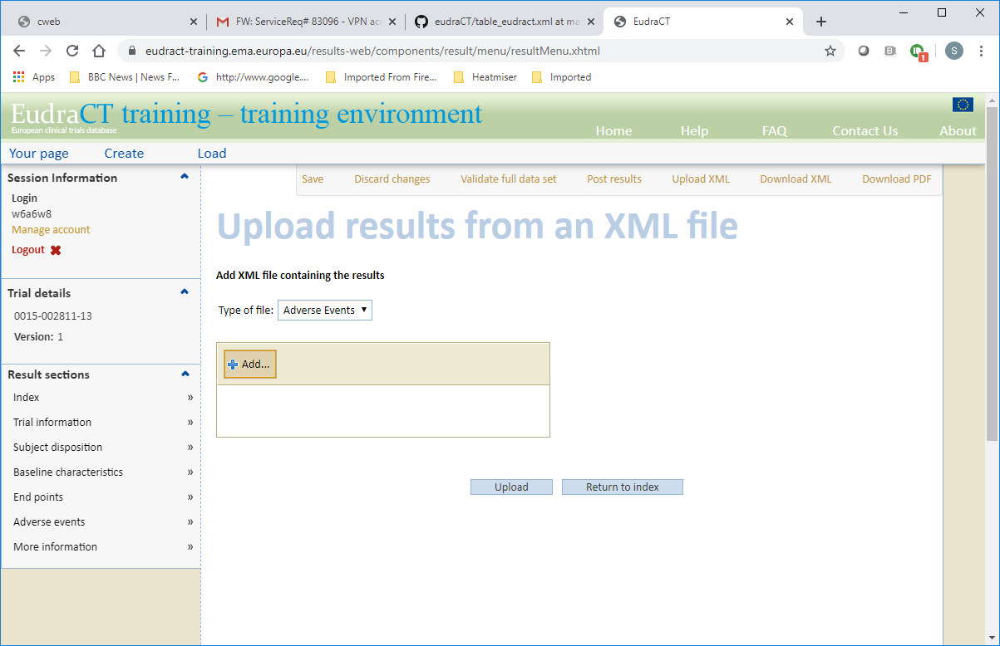 cweb
FW: ServiceReq# 83096 - VPN ac
eudraCT/table_eudract.xml at ma
EudraCT
eudract-training.ema.europa.eu/results-web/components/result/menu/resultMenu.xhtml
B
1
S
Apps
BBC News | News F...
http://www.google....
Imported From Fire...
Heatmiser
Imported
EudraCT training – training environment
European clinical trials database
Home
Help
FAQ
Contact Us
About
Your page
Create
Load
Session Information
Login
w6a6w8
Manage account
Logout
Trial details
0015-002811-13
Version: 1
Result sections
Index »
Trial information »
Subject disposition »
Baseline characteristics »
End points »
Adverse events »
More information »
Save
Discard changes
Validate full data set
Post results
Upload XML
Download XML
Download PDF
Upload results from an XML file
Add XML file containing the results
Type of file: Adverse Events
Add...
Upload
Return to index